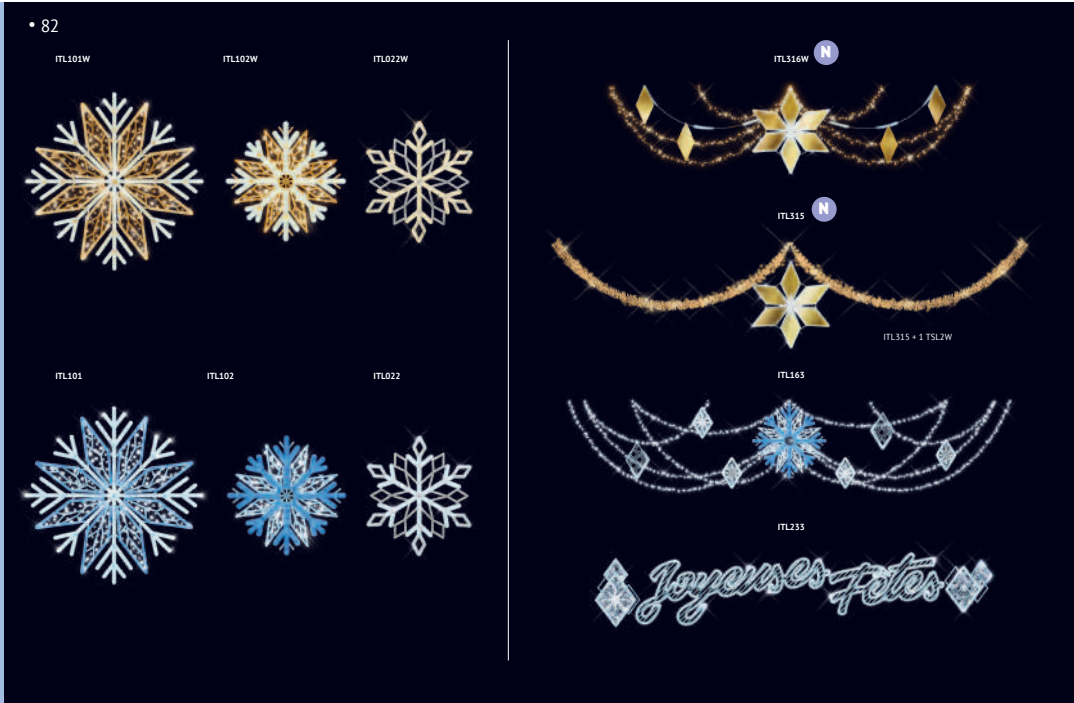 • 82
ITL101W
ITL102W
ITL022W
ITL101
ITL102
ITL022
ITL316W N
ITL315 N
ITL315 + 1 TSL2W
ITL163
ITL233
Joyeuses Fêtes